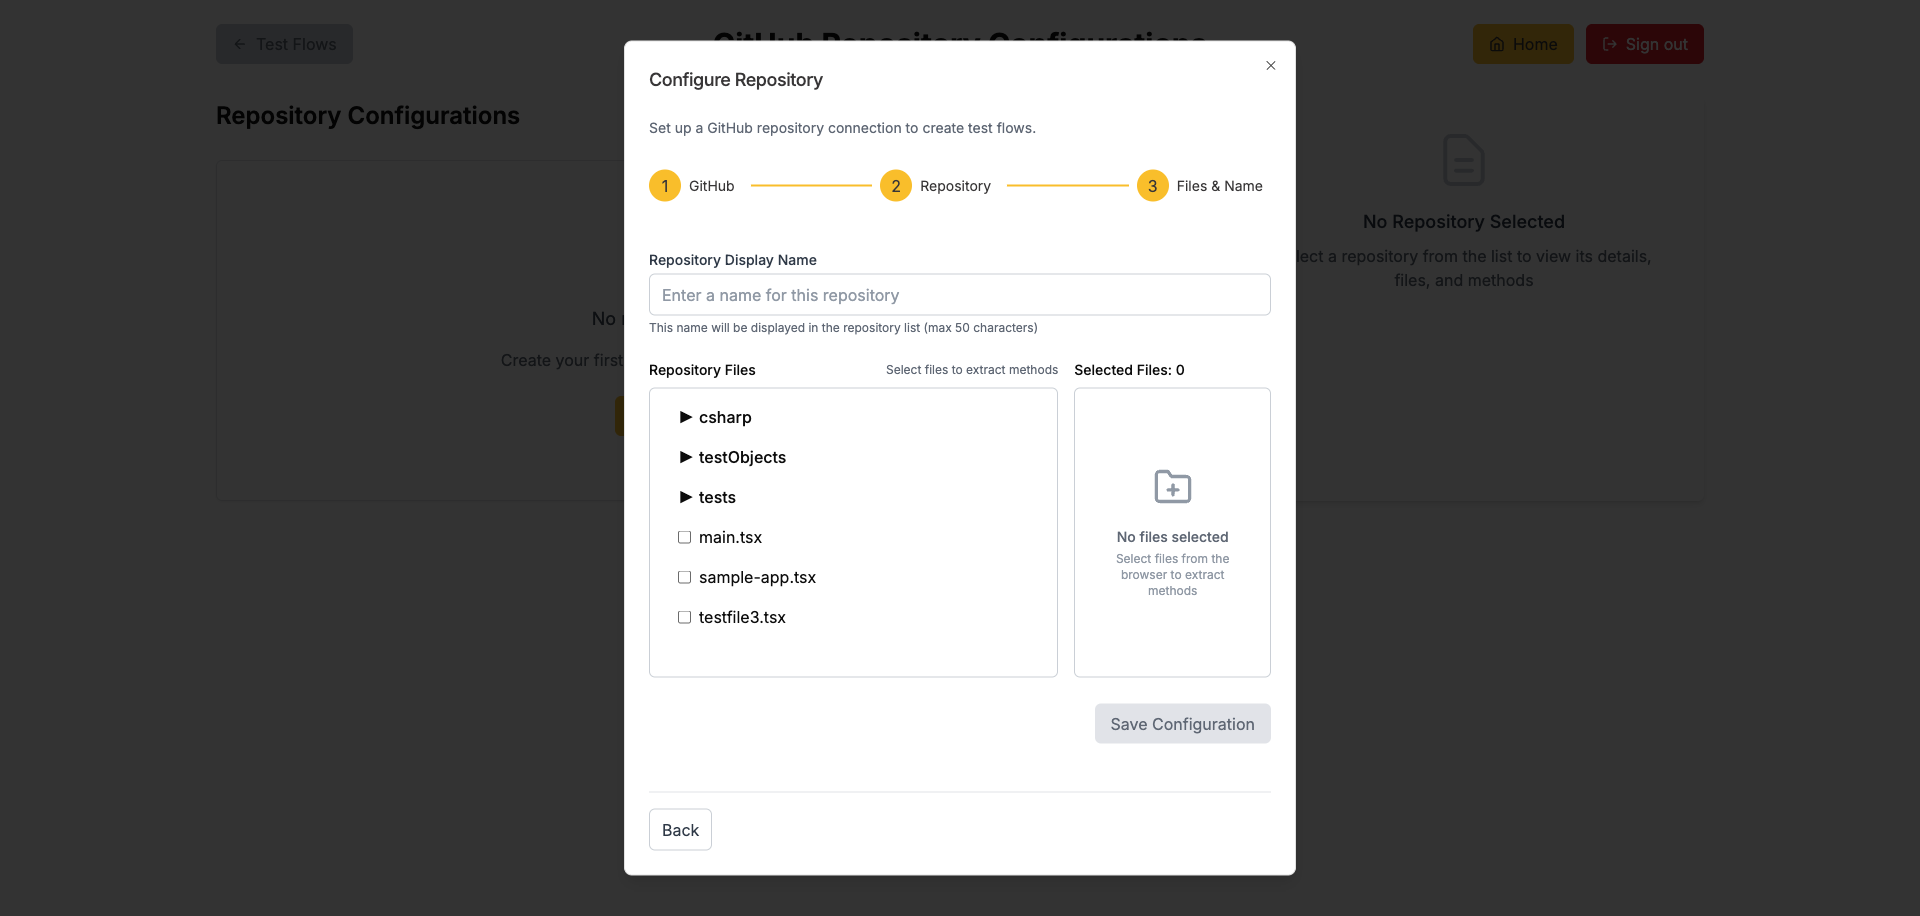 Test Flows
GitHub Repository Configurations
Home
Sign out
Repository Configurations
No
Create your first
No Repository Selected
a repository from the list to view its details,
files, and methods
Configure Repository
Set up a GitHub repository connection to create test flows.
1 GitHub
2 Repository
3 Files & Name
Repository Display Name
Enter a name for this repository
This name will be displayed in the repository list (max 50 characters)
Repository Files
Select files to extract methods
csharp
testObjects
tests
main.tsx
sample-app.tsx
testfile3.tsx
Selected Files: 0
No files selected
Select files from the
browser to extract
methods
Save Configuration
Back